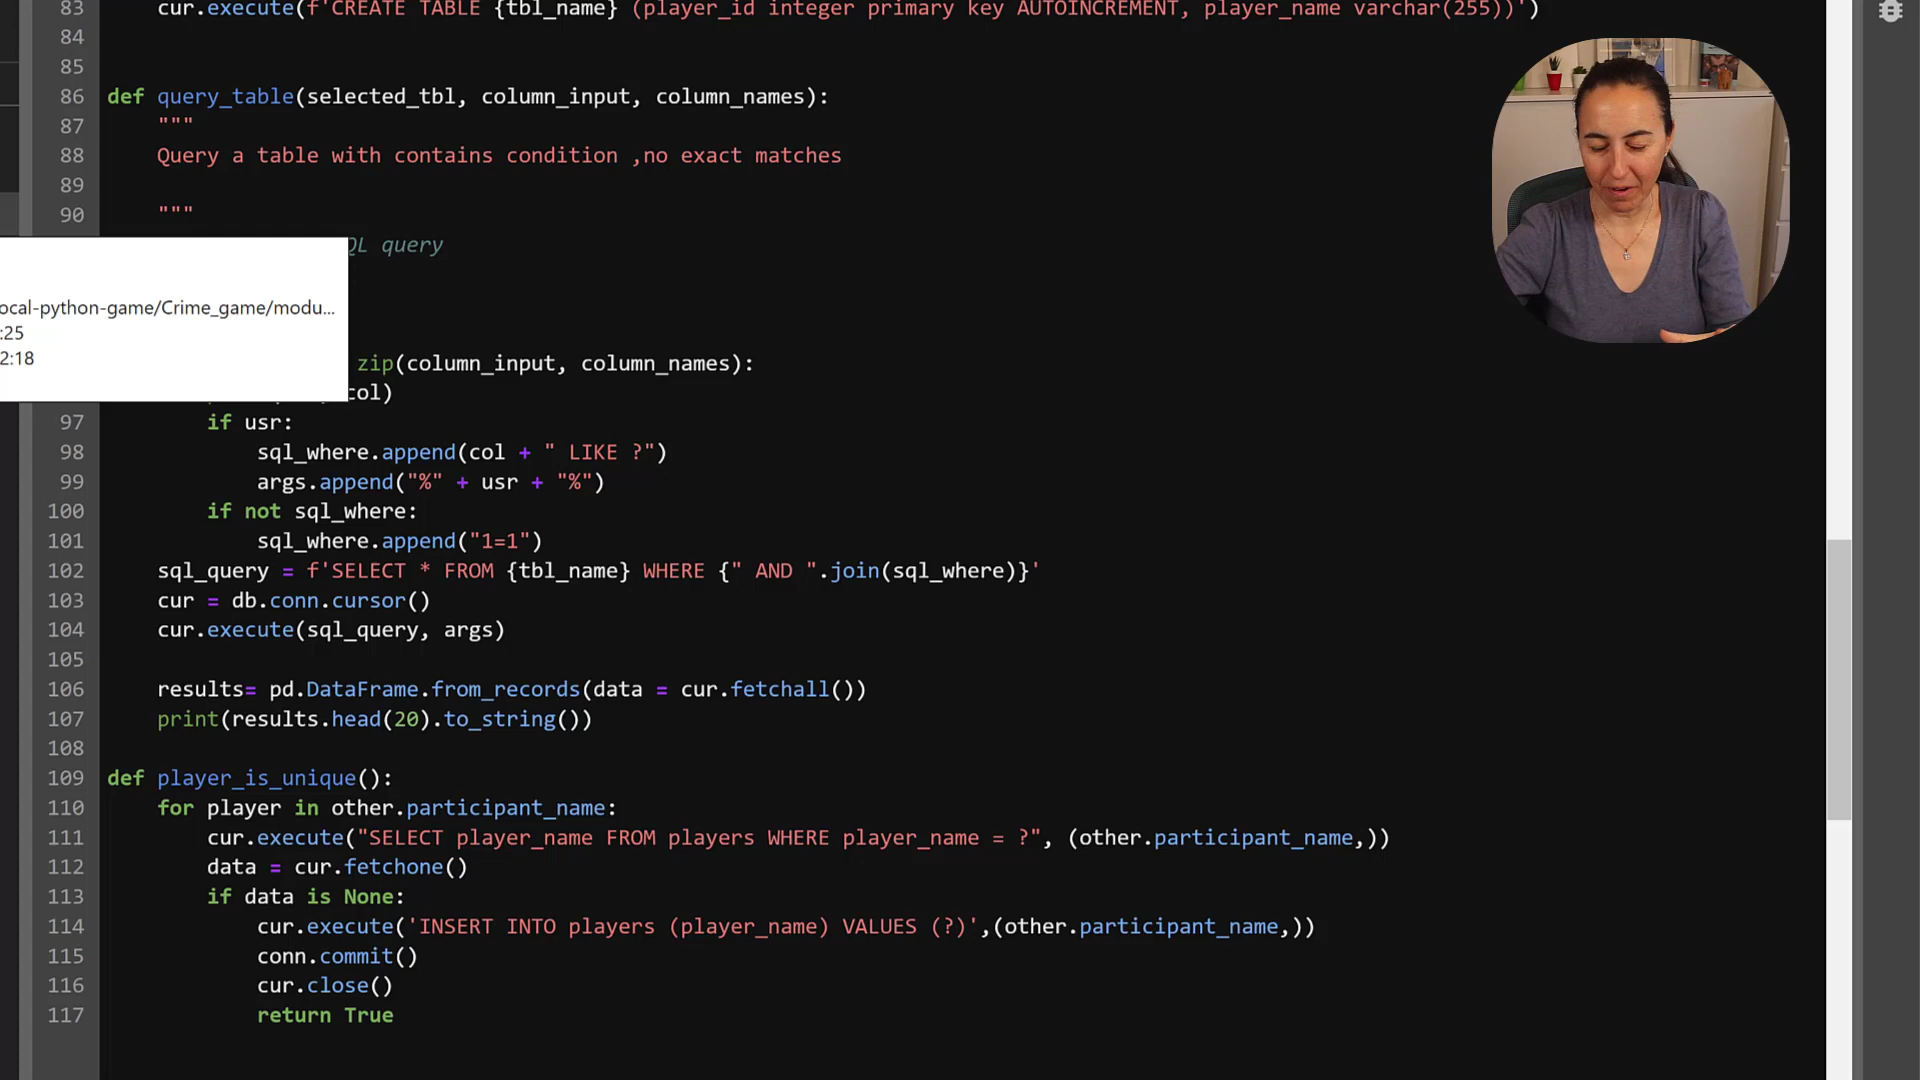 83 cur.execute(f'CREATE TABLE {tbl_name} (player_id integer primary key AUTOINCREMENT, player_name varchar(255))')
84
85
86 def query_table(selected_tbl, column_input, column_names):
87 """
88 Query a table with contains condition ,no exact matches
89
90 """
QL query
ocal-python-game/Crime_game/modu...
:25
2:18
zip(column_input, column_names):
col)
97 if usr:
98 sql_where.append(col + " LIKE ?")
99 args.append("%" + usr + "%")
100 if not sql_where:
101 sql_where.append("1=1")
102 sql_query = f'SELECT * FROM {tbl_name} WHERE {" AND ".join(sql_where)}'
103 cur = db.conn.cursor()
104 cur.execute(sql_query, args)
105
106 results= pd.DataFrame.from_records(data = cur.fetchall())
107 print(results.head(20).to_string())
108
109 def player_is_unique():
110 for player in other.participant_name:
111 cur.execute("SELECT player_name FROM players WHERE player_name = ?", (other.participant_name,))
112 data = cur.fetchone()
113 if data is None:
114 cur.execute('INSERT INTO players (player_name) VALUES (?)',(other.participant_name,))
115 conn.commit()
116 cur.close()
117 return True